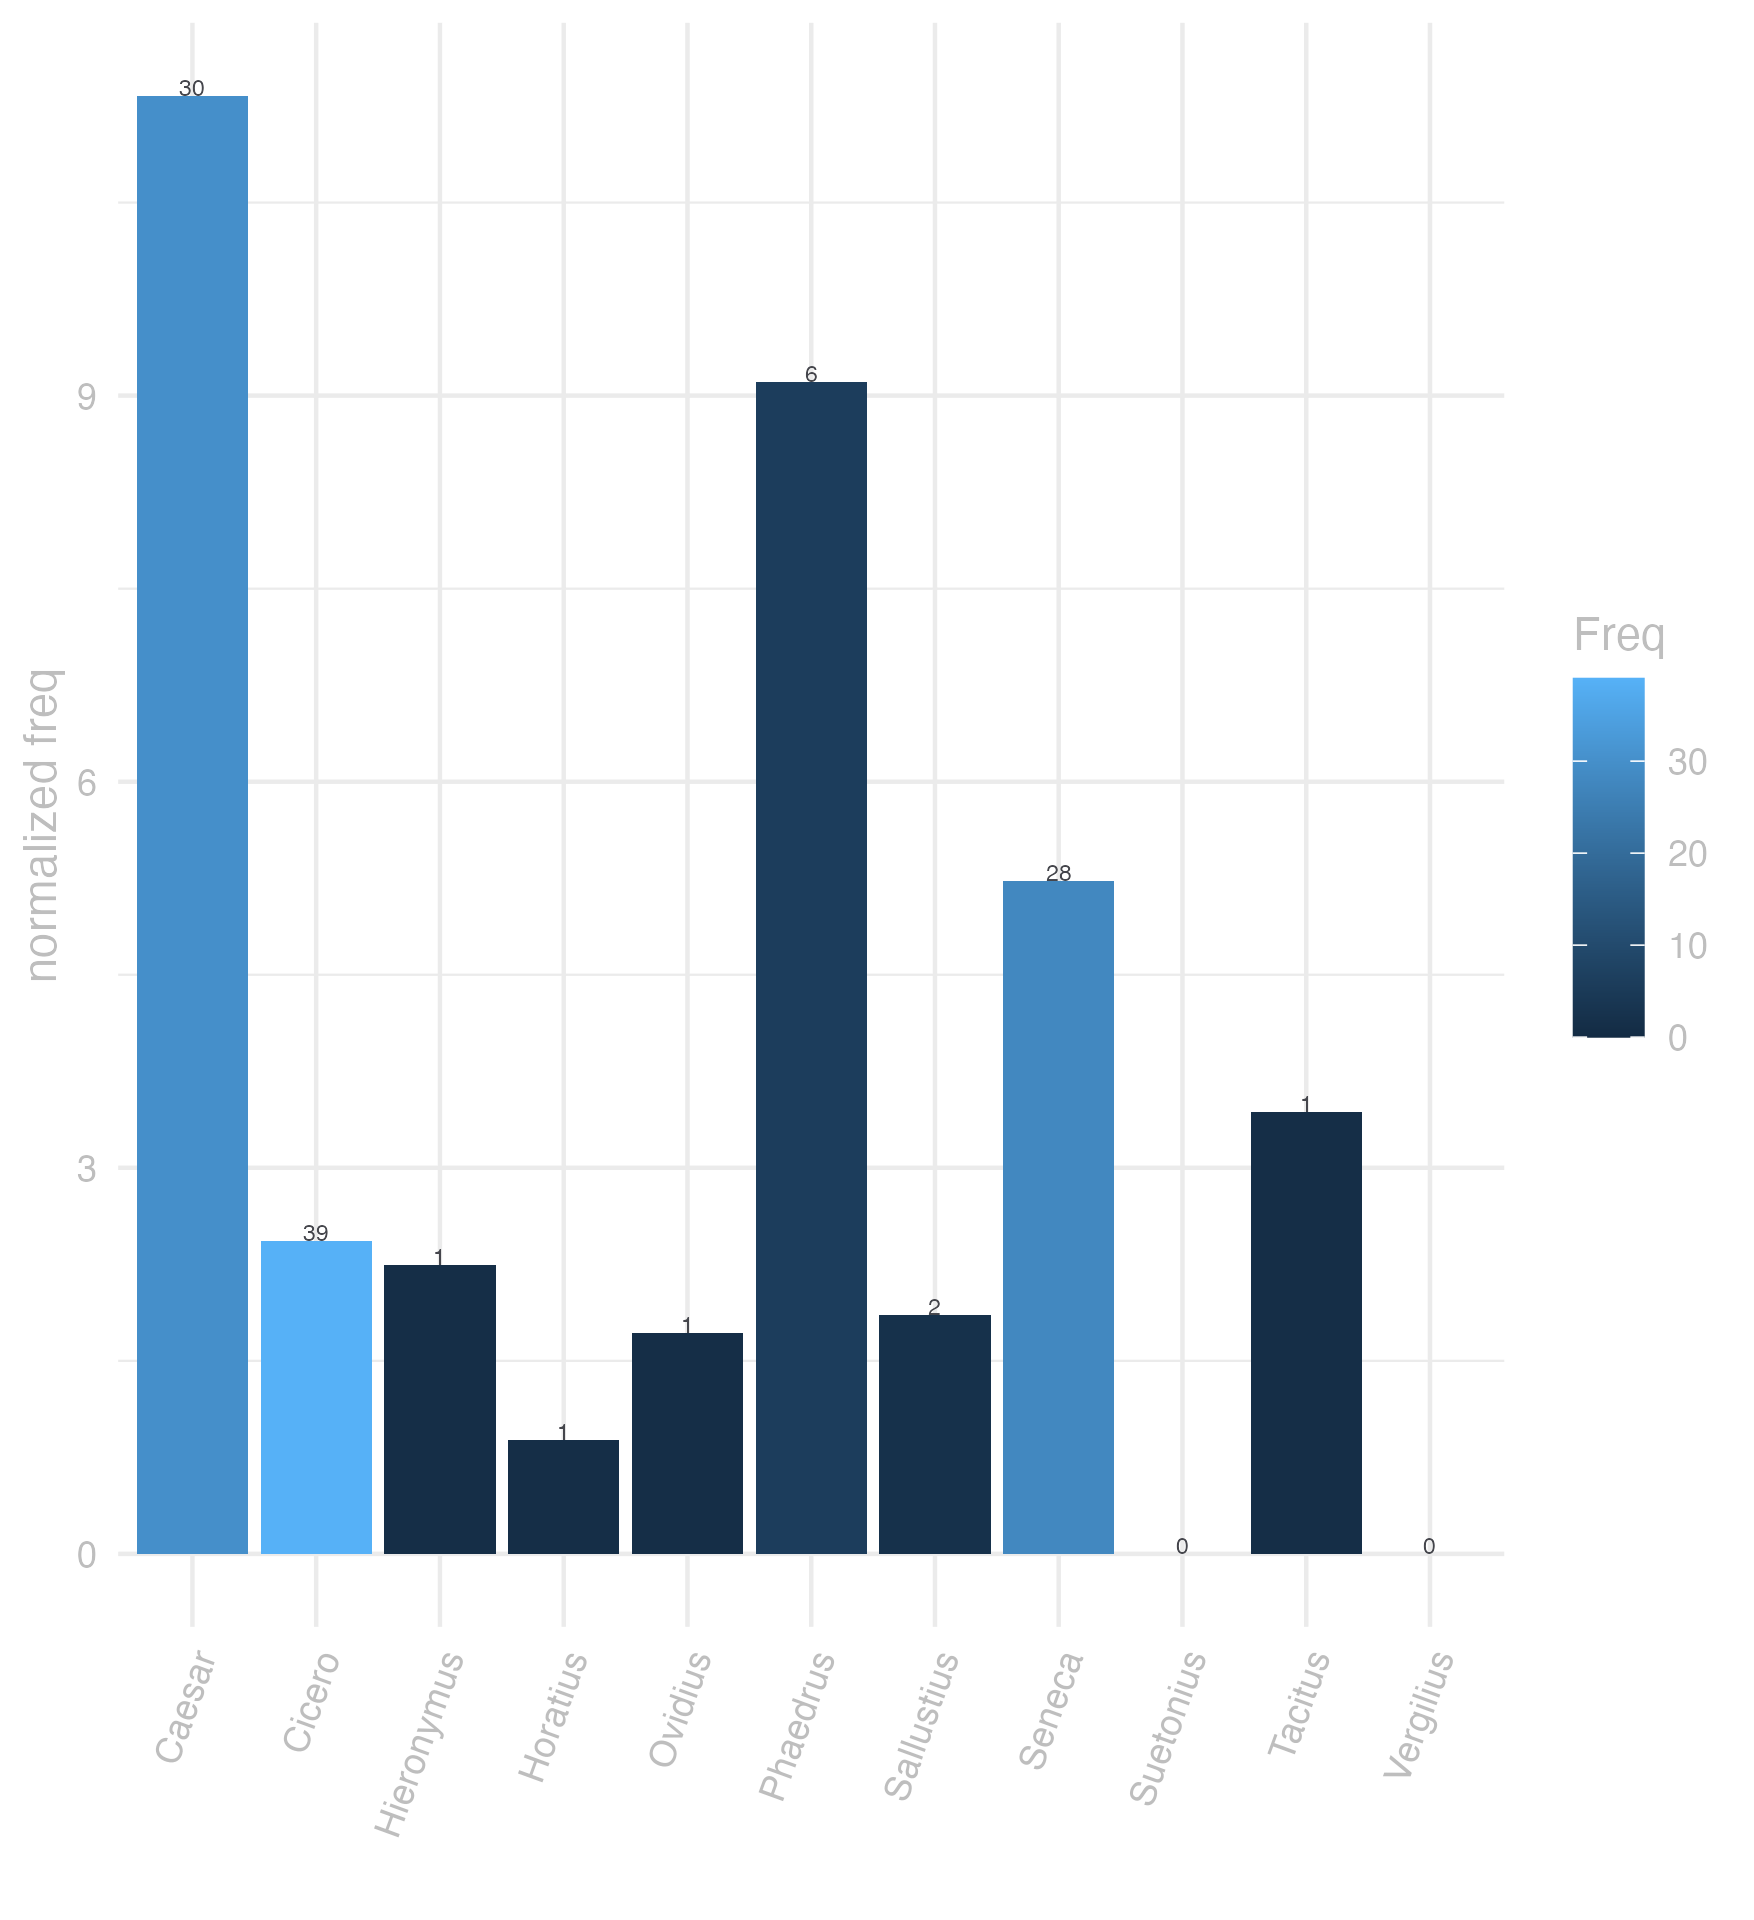 30
6
9
normalized freq
Freq
30
20
10
0
6
28
1
3
39
1
1
2
1
0
0
0
Caesar
Cicero
Hieronymus
Horatius
Ovidius
Phaedrus
Sallustius
Seneca
Suetonius
Tacitus
Vergilius